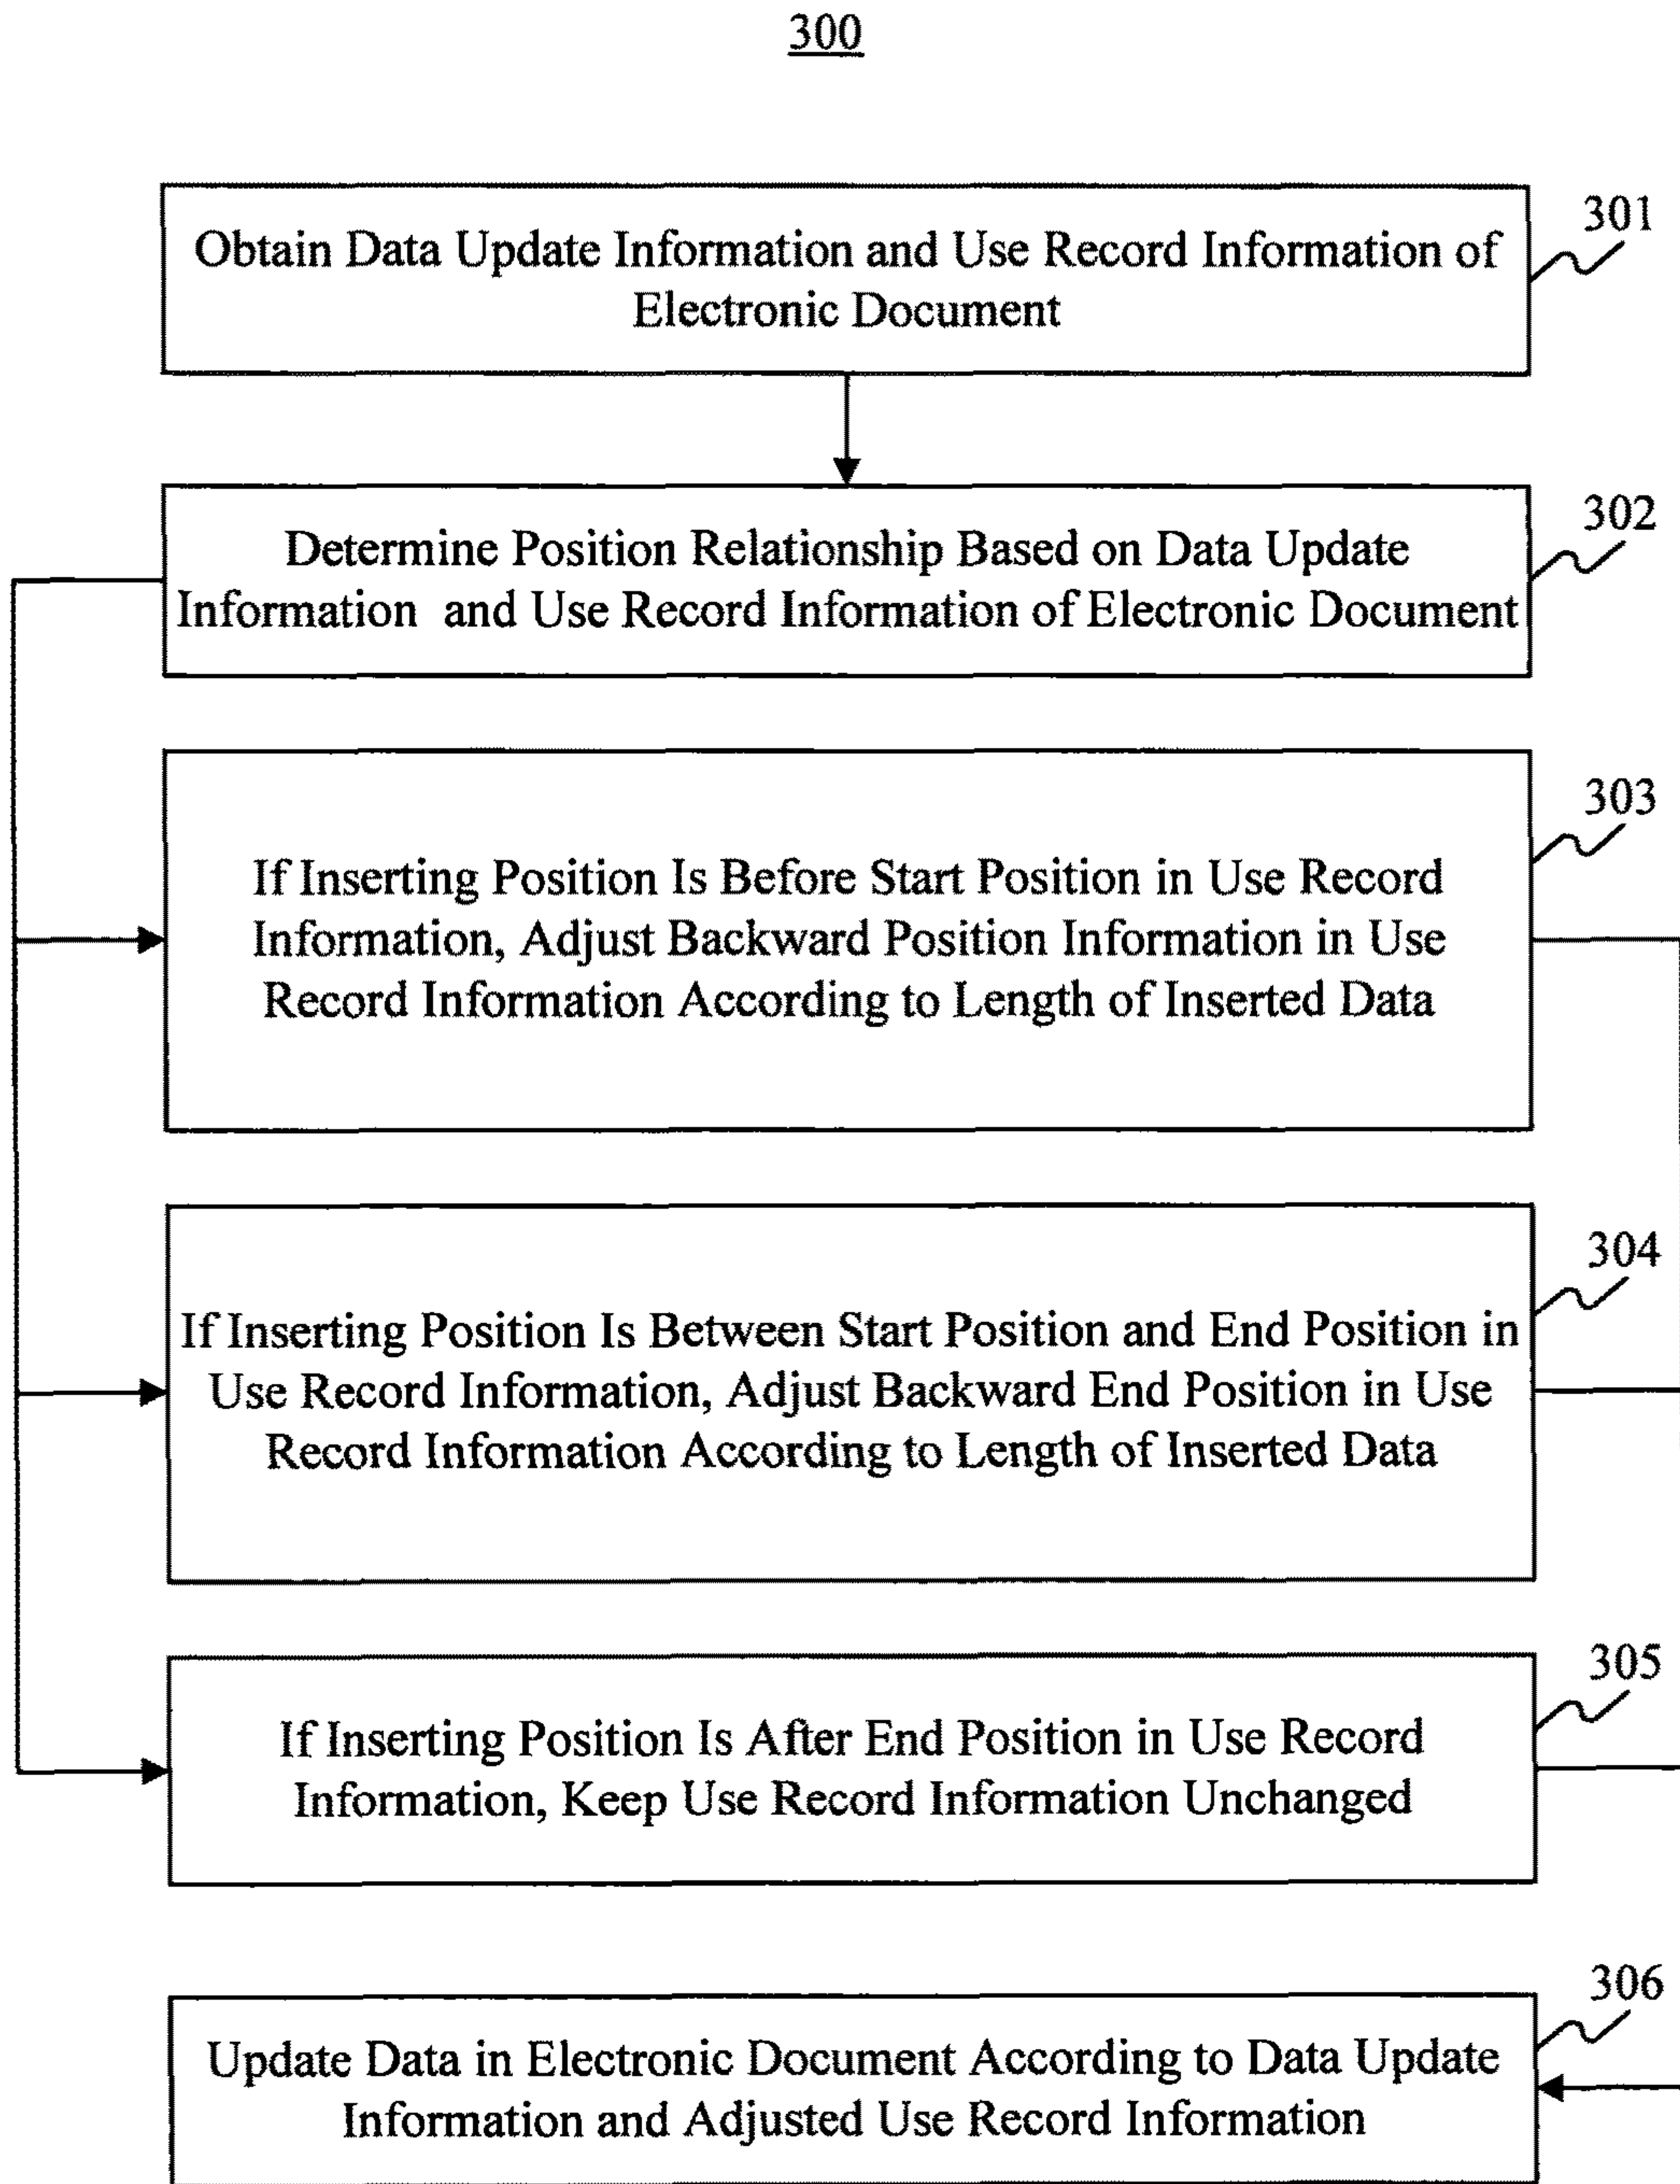 300
301
Obtain Data Update Information and Use Record Information of
Electronic Document
302
Determine Position Relationship Based on Data Update
Information and Use Record Information of Electronic Document
303
If Inserting Position Is Before Start Position in Use Record
Information, Adjust Backward Position Information in Use
Record Information According to Length of Inserted Data
304
If Inserting Position Is Between Start Position and End Position in
Use Record Information, Adjust Backward End Position in Use
Record Information According to Length of Inserted Data
305
If Inserting Position Is After End Position in Use Record
Information, Keep Use Record Information Unchanged
306
Update Data in Electronic Document According to Data Update
Information and Adjusted Use Record Information